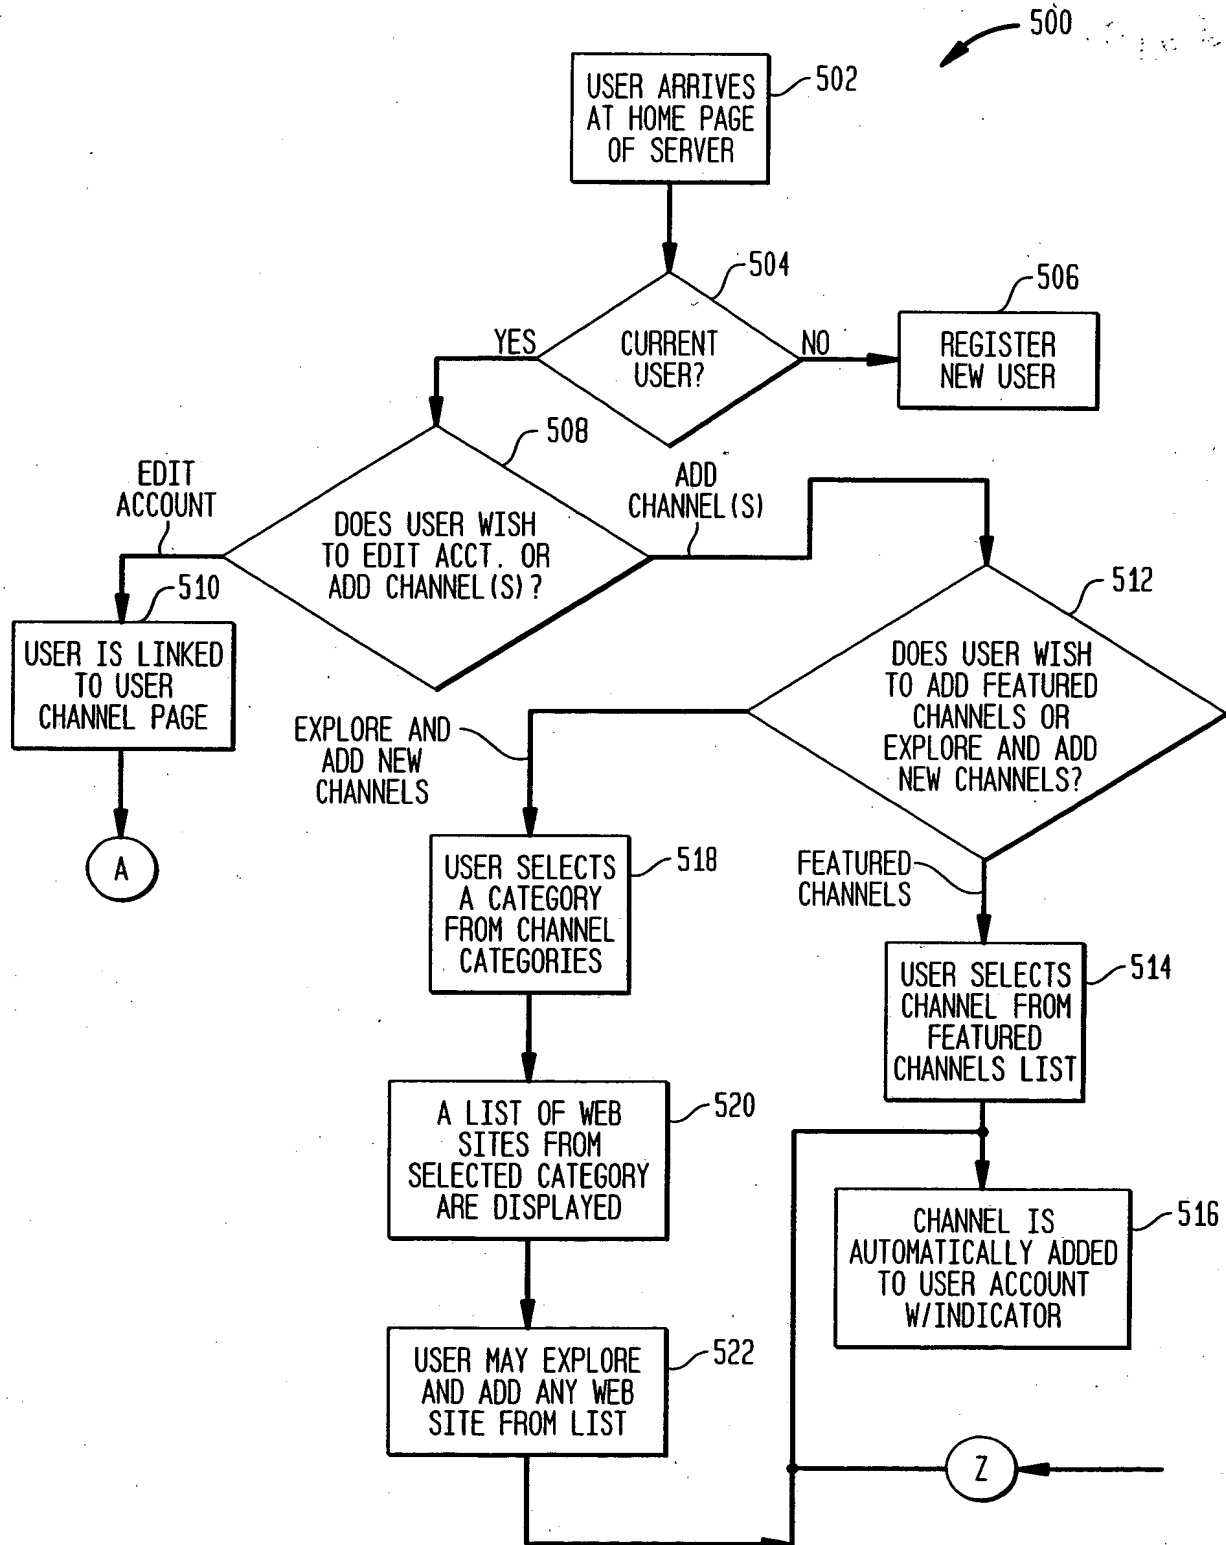 500
USER ARRIVES
AT HOME PAGE
OF SERVER
502
504
CURRENT
USER?
YES
NO
506
REGISTER
NEW USER
508
DOES USER WISH
TO EDIT ACCT. OR
ADD CHANNEL(S)?
EDIT
ACCOUNT
ADD
CHANNEL(S)
510
USER IS LINKED
TO USER
CHANNEL PAGE
A
512
DOES USER WISH
TO ADD FEATURED
CHANNELS OR
EXPLORE AND ADD
NEW CHANNELS?
EXPLORE AND
ADD NEW
CHANNELS
FEATURED
CHANNELS
518
USER SELECTS
A CATEGORY
FROM CHANNEL
CATEGORIES
514
USER SELECTS
CHANNEL FROM
FEATURED
CHANNELS LIST
520
A LIST OF WEB
SITES FROM
SELECTED CATEGORY
ARE DISPLAYED
516
CHANNEL IS
AUTOMATICALLY ADDED
TO USER ACCOUNT
W/INDICATOR
522
USER MAY EXPLORE
AND ADD ANY WEB
SITE FROM LIST
Z